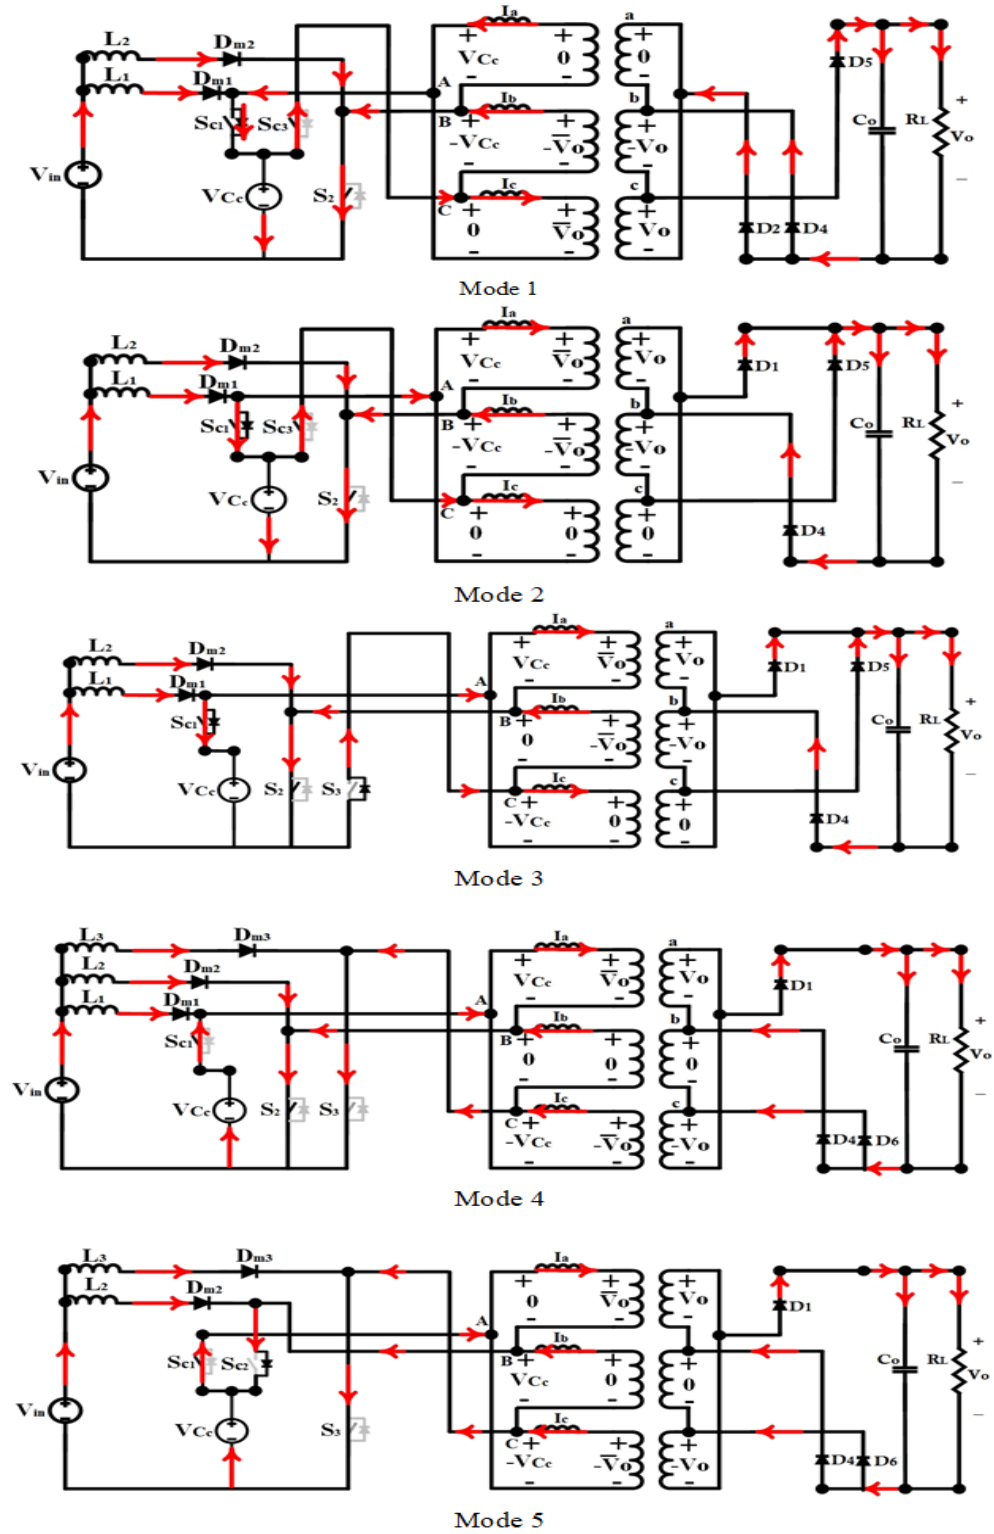 Ia
a
L2
Dm2
+
+
+
+
VCc
0
0
D5
L1
Dm1
A
-
-
-
Sc1
Sc3
Ib
b
Co
RL
+
Vo
-
B
+
+
+
-VCc
-Vo
-Vo
-
-
-
Vin
VCc
S2
Ic
c
C
+
+
+
0
Vo
Vo
D2
D4
-
-
-
Mode 1
Ia
a
L2
Dm2
+
+
+
VCc
Vo
Vo
D1
D5
L1
Dm1
A
-
-
-
Sc1
Sc3
Ib
b
Co
RL
+
Vo
-
B
+
+
+
-VCc
-Vo
-Vo
-
-
-
Vin
VCc
S2
Ic
c
C
+
+
+
0
0
0
D4
-
-
-
Mode 2
Ia
a
L2
Dm2
+
+
+
VCc
Vo
Vo
D1
D5
L1
Dm1
A
-
-
-
Sc1
Ib
b
Co
RL
+
Vo
-
B
+
+
+
0
-Vo
-Vo
-
-
-
Vin
VCc
S2
S3
Ic
c
C
+
+
+
-VCc
0
0
D4
-
-
-
Mode 3
L3
Dm3
Ia
a
L2
Dm2
+
+
+
VCc
Vo
Vo
D1
L1
Dm1
A
-
-
-
Sc1
Ib
b
Co
RL
+
Vo
-
B
+
+
+
0
0
0
-
-
-
Vin
VCc
S2
S3
Ic
c
C
+
+
+
-VCc
-Vo
-Vo
D4
D6
-
-
-
Mode 4
L3
Dm3
Ia
L2
Dm2
+
+
+
0
Vo
Vo
D1
A
-
-
-
Sc1
Sc2
Ib
Co
RL
+
Vo
-
B
+
+
+
VCc
0
0
-
-
-
Vin
VCc
S3
Ic
C
+
+
+
-VCc
-Vo
-Vo
D4
D6
-
-
-
Mode 5